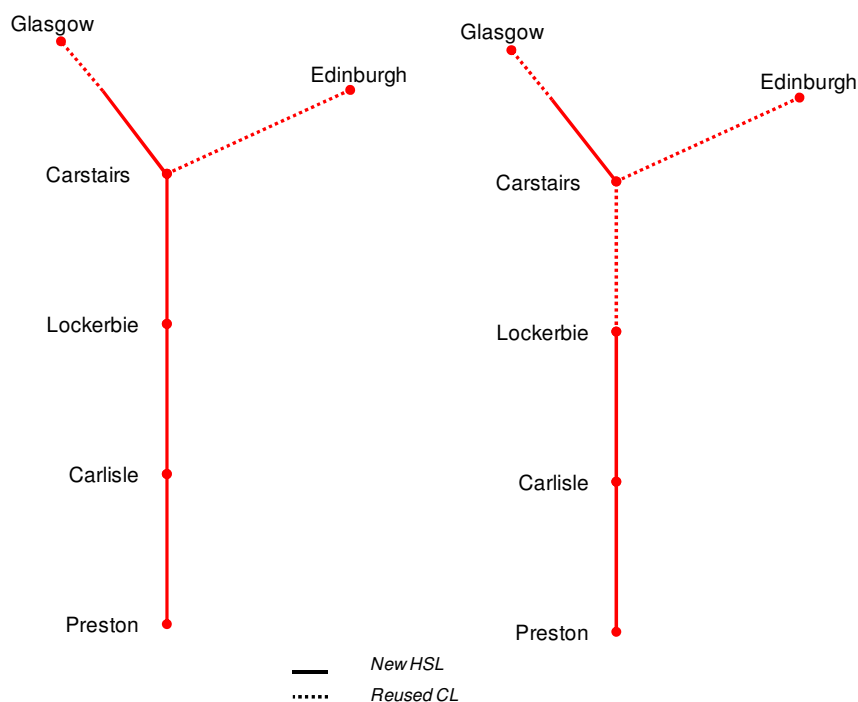 Glasgow
Edinburgh
Carstairs
Lockerbie
Carlisle
Preston
Glasgow
Edinburgh
Carstairs
Lockerbie
Carlisle
Preston
New HSL
Reused CL